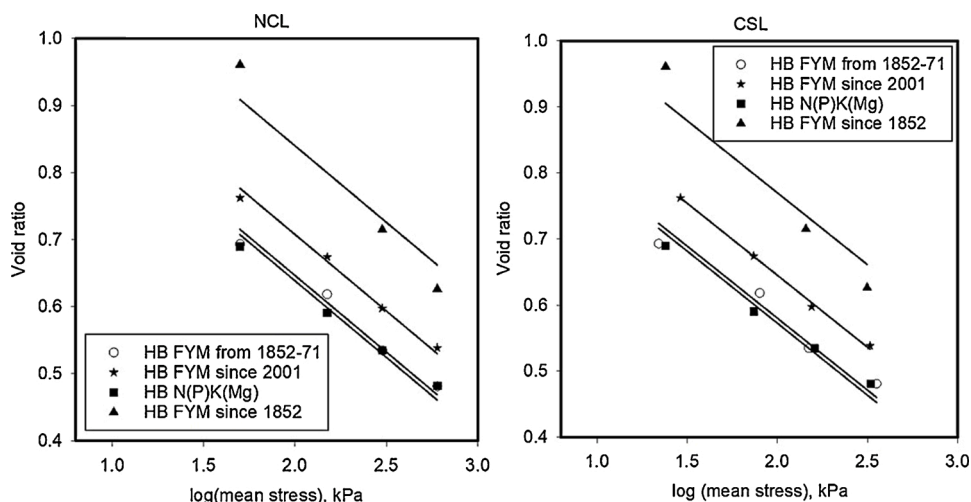 NCL
1.0
0.9
0.8
0.7
0.6
0.5
0.4
Void ratio
HB FYM from 1852-71
HB FYM since 2001
HB N(P)K(Mg)
HB FYM since 1852
1.0 1.5 2.0 2.5 3.0
log(mean stress), kPa
CSL
1.0
0.9
0.8
0.7
0.6
0.5
0.4
Void ratio
HB FYM from 1852-71
HB FYM since 2001
HB N(P)K(Mg)
HB FYM since 1852
1.0 1.5 2.0 2.5 3.0
log (mean stress), kPa